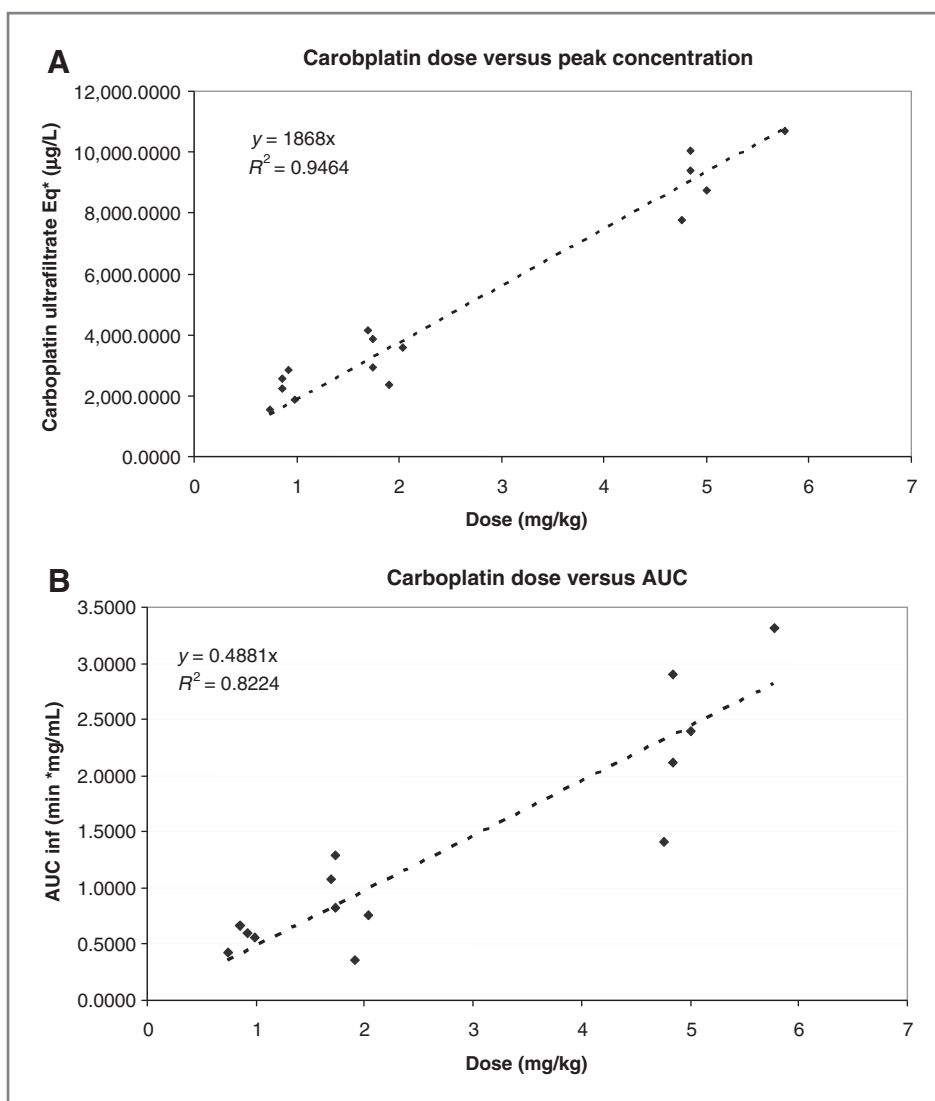 A
Carobplatin dose versus peak concentration
12,000.0000
10,000.0000
8,000.0000
6,000.0000
4,000.0000
2,000.0000
0.0000
Carboplatin ultrafiltrate Eq* (μg/L)
y = 1868x
R² = 0.9464
0 1 2 3 4 5 6 7
Dose (mg/kg)
B
Carboplatin dose versus AUC
3.5000
3.0000
2.5000
2.0000
1.5000
1.0000
0.5000
0.0000
AUC inf (min *mg/mL)
y = 0.4881x
R² = 0.8224
0 1 2 3 4 5 6 7
Dose (mg/kg)